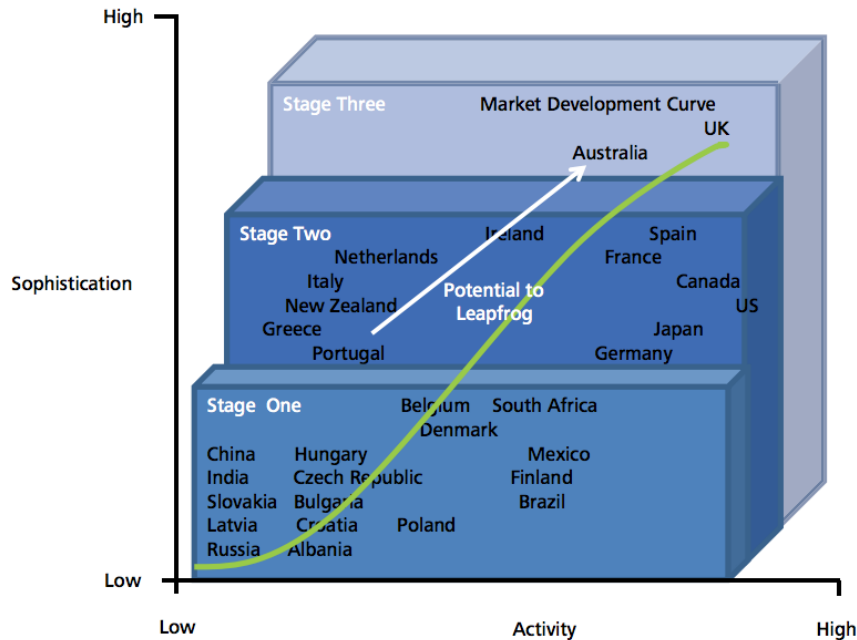 High
Stage Three Market Development Curve
UK
Australia
Stage Two Ireland Spain
Netherlands France
Sophistication
Italy Canada
Potential to
Leapfrog
New Zealand US
Greece Japan
Portugal Germany
Stage One Belgium South Africa
Denmark
China Hungary Mexico
India Czech Republic Finland
Slovakia Bulgaria Brazil
Latvia Croatia Poland
Russia Albania
Low
Low Activity High